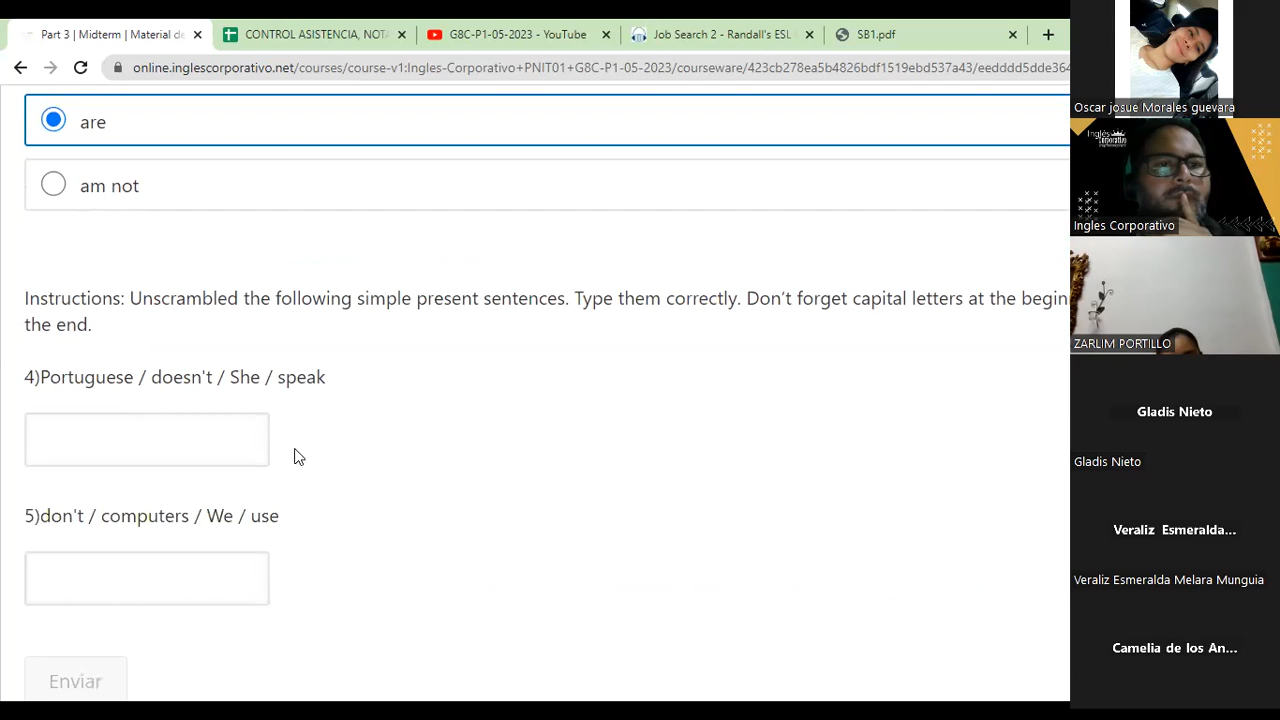 Part 3 | Midterm | Material de
CONTROL ASISTENCIA, NOTA
G8C-P1-05-2023 - YouTube
Job Search 2 - Randall's ESL
SB1.pdf
online.inglescorporativo.net/courses/course-v1:Ingles-Corporativo+PNIT01+G8C-P1-05-2023/courseware/423cb278ea5b4826bdf1519ebd537a43/eedddd5dde364
are
am not
Instructions: Unscrambled the following simple present sentences. Type them correctly. Don't forget capital letters at the begin
the end.
4)Portuguese / doesn't / She / speak
5)don't / computers / We / use
Enviar
Oscar josue Morales guevara
Inglés
Corporativo
Ingles Corporativo
ZARLIM PORTILLO
Gladis Nieto
Gladis Nieto
Veraliz Esmeralda...
Veraliz Esmeralda Melara Munguia
Camelia de los An...